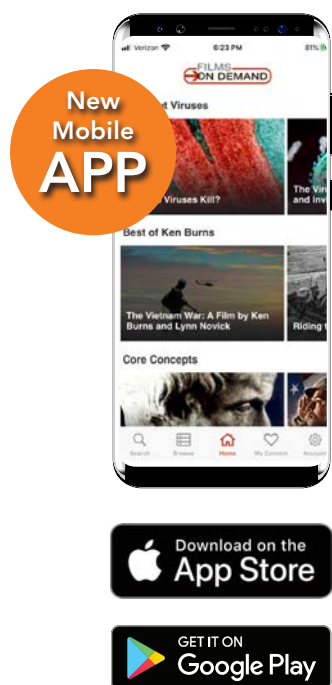 Verizon 6:23 PM 81%
FILMS
ON DEMAND
New
Mobile
APP
t Viruses
Viruses Kill?
The Viru
and Inv
Best of Ken Burns
The Vietnam War: A Film by Ken
Burns and Lynn Novick
Riding t
Core Concepts
Search Browse Home My Content Account
Download on the
App Store
GET IT ON
Google Play